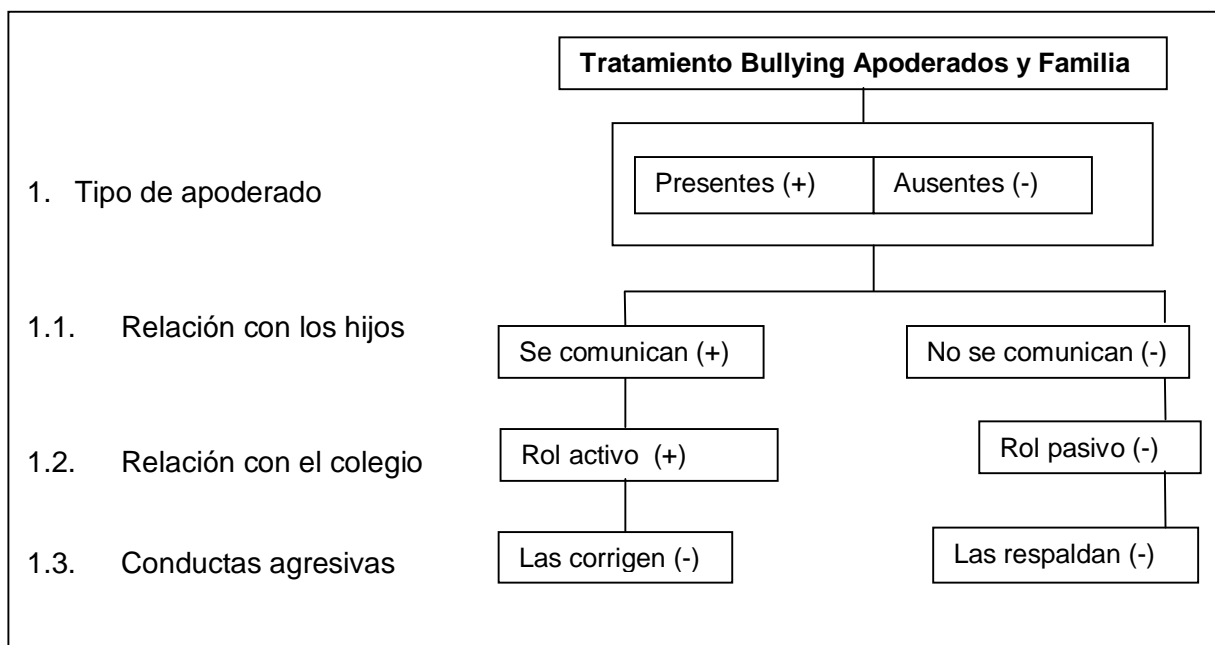 Tratamiento Bullying Apoderados y Familia
1. Tipo de apoderado
Presentes (+) Ausentes (-)
1.1. Relación con los hijos
Se comunican (+) No se comunican (-)
1.2. Relación con el colegio
Rol activo (+) Rol pasivo (-)
1.3. Conductas agresivas
Las corrigen (-) Las respaldan (-)